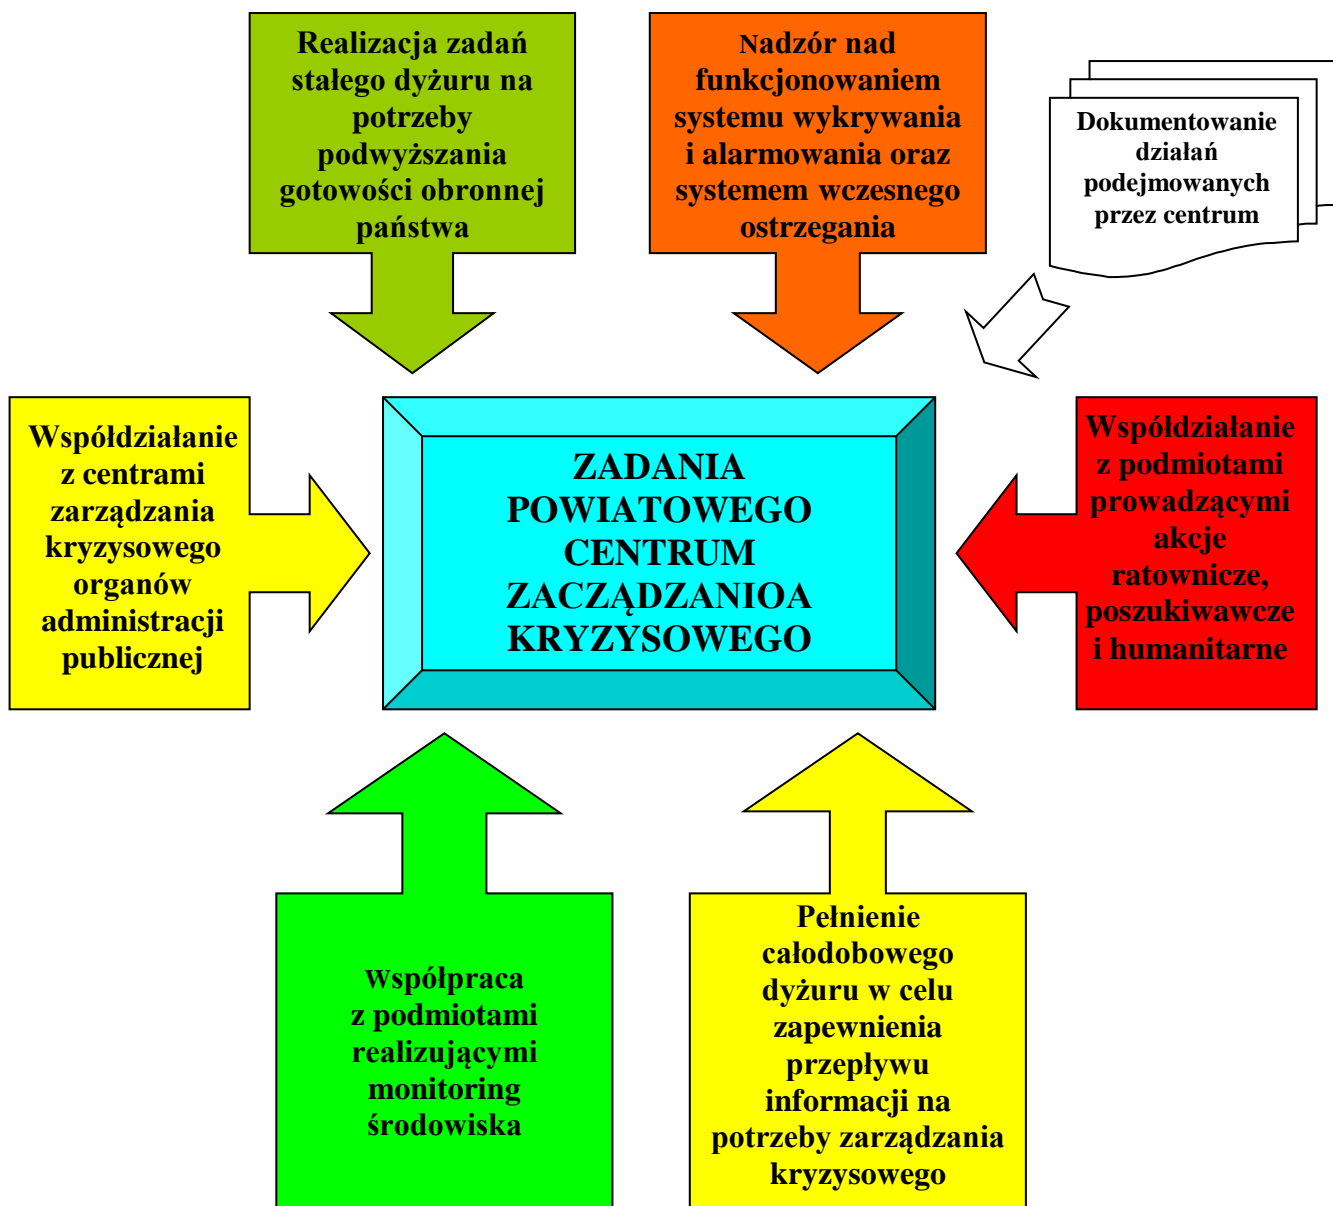 Realizacja zadań
stałego dyżuru na
potrzeby
podwyższania
gotowości obronnej
państwa
Nadzór nad
funkcjonowaniem
systemu wykrywania
i alarmowania oraz
systemem wczesnego
ostrzegania
Dokumentowanie
działań
podejmowanych
przez centrum
Współdziałanie
z centrami
zarządzania
kryzysowego
organów
administracji
publicznej
ZADANIA
POWIATOWEGO
CENTRUM
ZACZĄDZANIOA
KRYZYSOWEGO
Współdziałanie
z podmiotami
prowadzącymi
akcje
ratownicze,
poszukiwawcze
i humanitarne
Współpraca
z podmiotami
realizującymi
monitoring
środowiska
Pełnienie
całodobowego
dyżuru w celu
zapewnienia
przepływu
informacji na
potrzeby zarządzania
kryzysowego